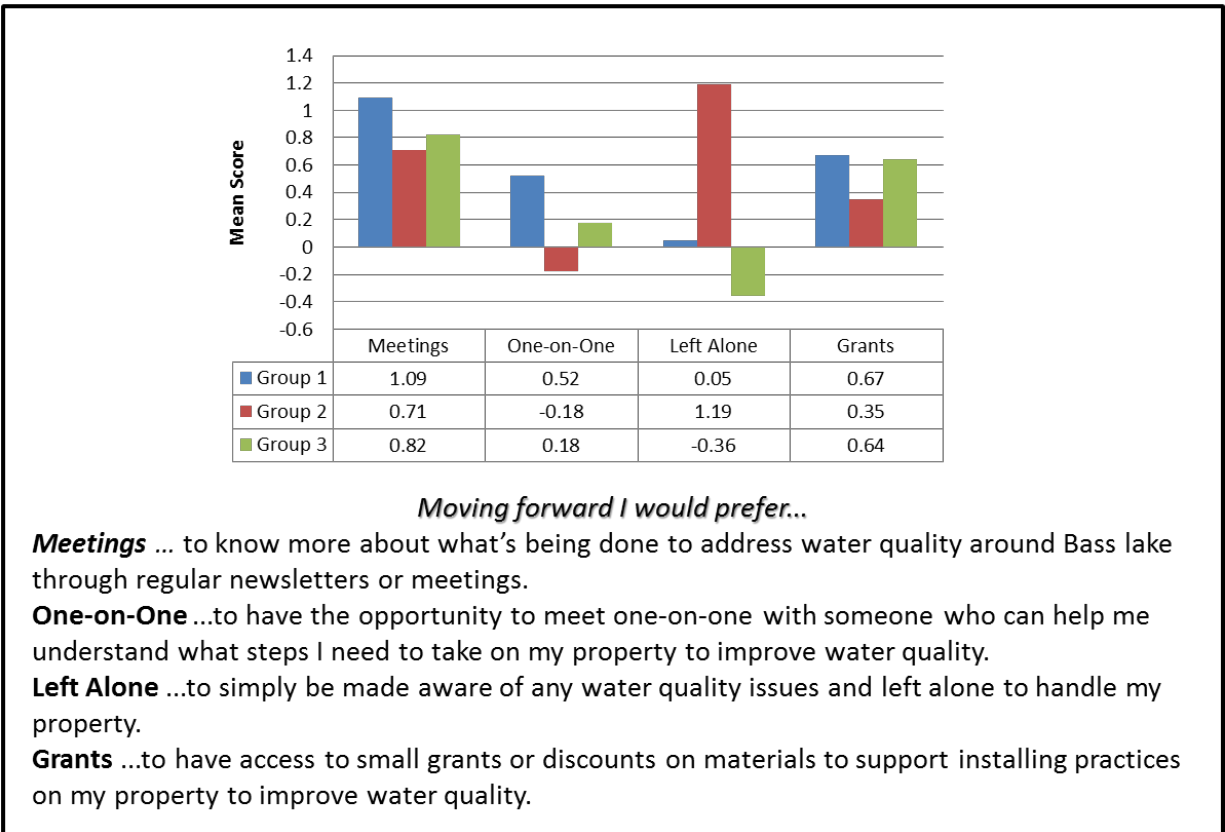 1.4
1.2
1
0.8
0.6
0.4
0.2
0
-0.2
-0.4
-0.6
Mean Score
Meetings One-on-One Left Alone Grants
Group 1 1.09 0.52 0.05 0.67
Group 2 0.71 -0.18 1.19 0.35
Group 3 0.82 0.18 -0.36 0.64
Moving forward I would prefer...
Meetings ... to know more about what’s being done to address water quality around Bass lake
through regular newsletters or meetings.
One-on-One ...to have the opportunity to meet one-on-one with someone who can help me
understand what steps I need to take on my property to improve water quality.
Left Alone ...to simply be made aware of any water quality issues and left alone to handle my
property.
Grants ...to have access to small grants or discounts on materials to support installing practices
on my property to improve water quality.